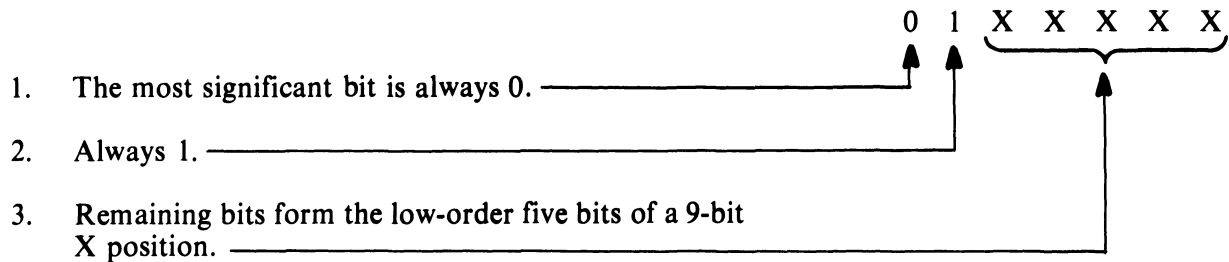 0 1 X X X X X
1. The most significant bit is always 0.
2. Always 1.
3. Remaining bits form the low-order five bits of a 9-bit
X position.